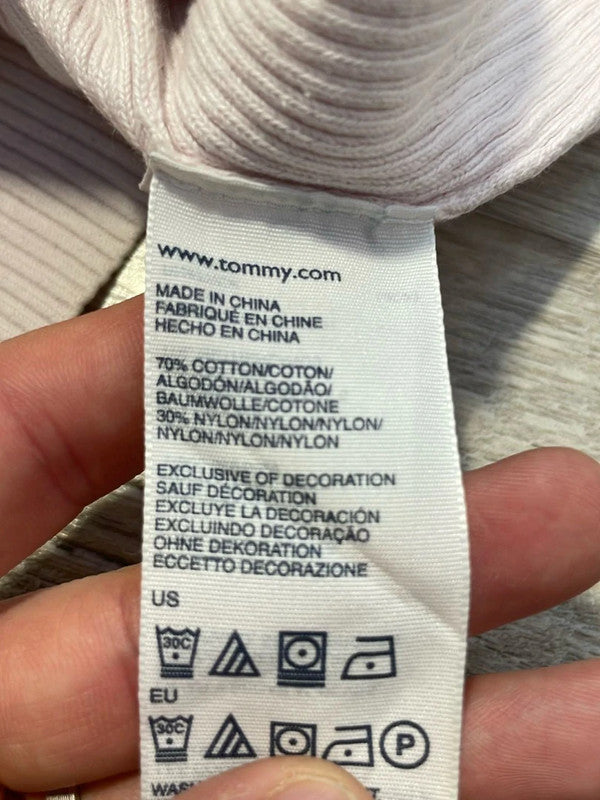 www.tommy.com
MADE IN CHINA
FABRIQUÉ EN CHINE
HECHO EN CHINA
70% COTTON/COTON/
ALGODÓN/ALGODÃO/
BAUMWOLLE/COTONE
30% NYLON/NYLON/NYLON/
NYLON/NYLON/NYLON
EXCLUSIVE OF DECORATION
SAUF DÉCORATION
EXCLUYE LA DECORACIÓN
EXCLUINDO DECORAÇÃO
OHNE DEKORATION
ECCETTO DECORAZIONE
US
30C
EU
30C P